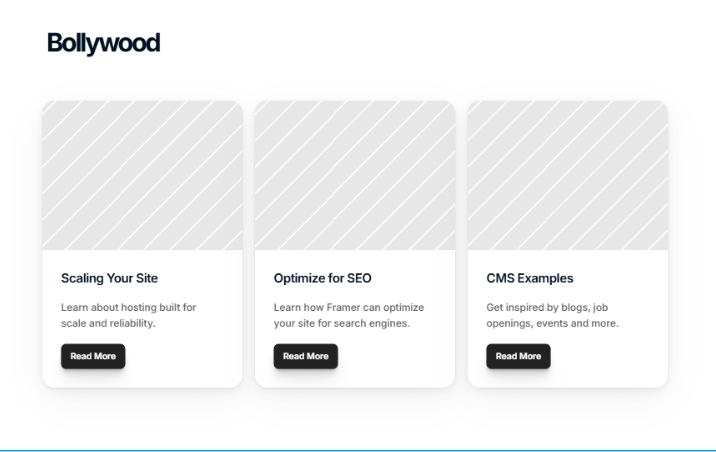 Bollywood
Scaling Your Site
Learn about hosting built for
scale and reliability.
Read More
Optimize for SEO
Learn how Framer can optimize
your site for search engines.
Read More
CMS Examples
Get inspired by blogs, job
openings, events and more.
Read More